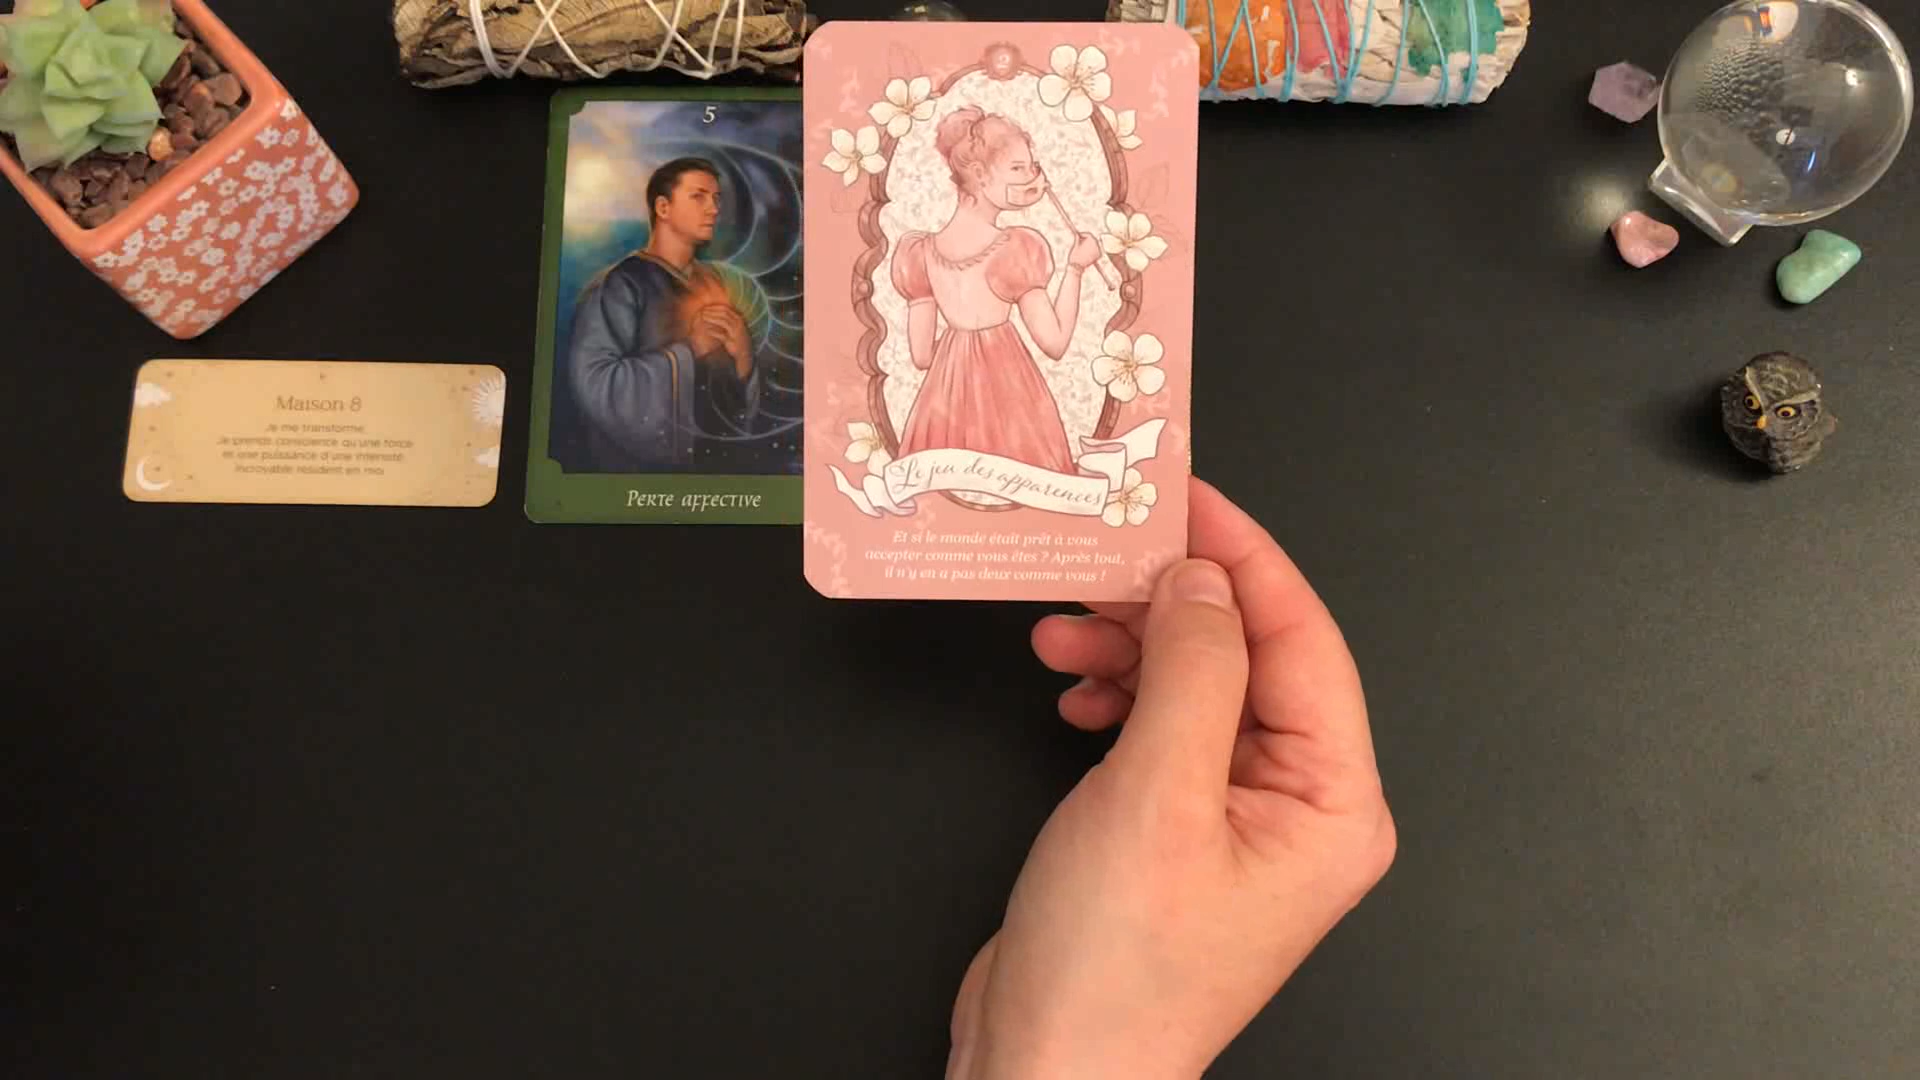 Maison 8
Je me transforme.
Je prends conscience qu'une force
et une puissance d'une intensité
incroyable résident en moi
5
Perte affective
2
Le jeu des apparences
Et si le monde était prêt à vous
accepter comme vous êtes ? Après tout,
il n'y en a pas deux comme vous !